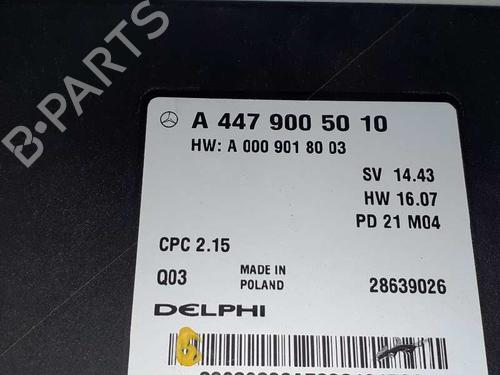 B-PARTS
A 447 900 50 10
HW: A 000 901 80 03
SV 14.43
HW 16.07
PD 21 M04
CPC 2.15
Q03 MADE IN POLAND 28639026
DELPHI